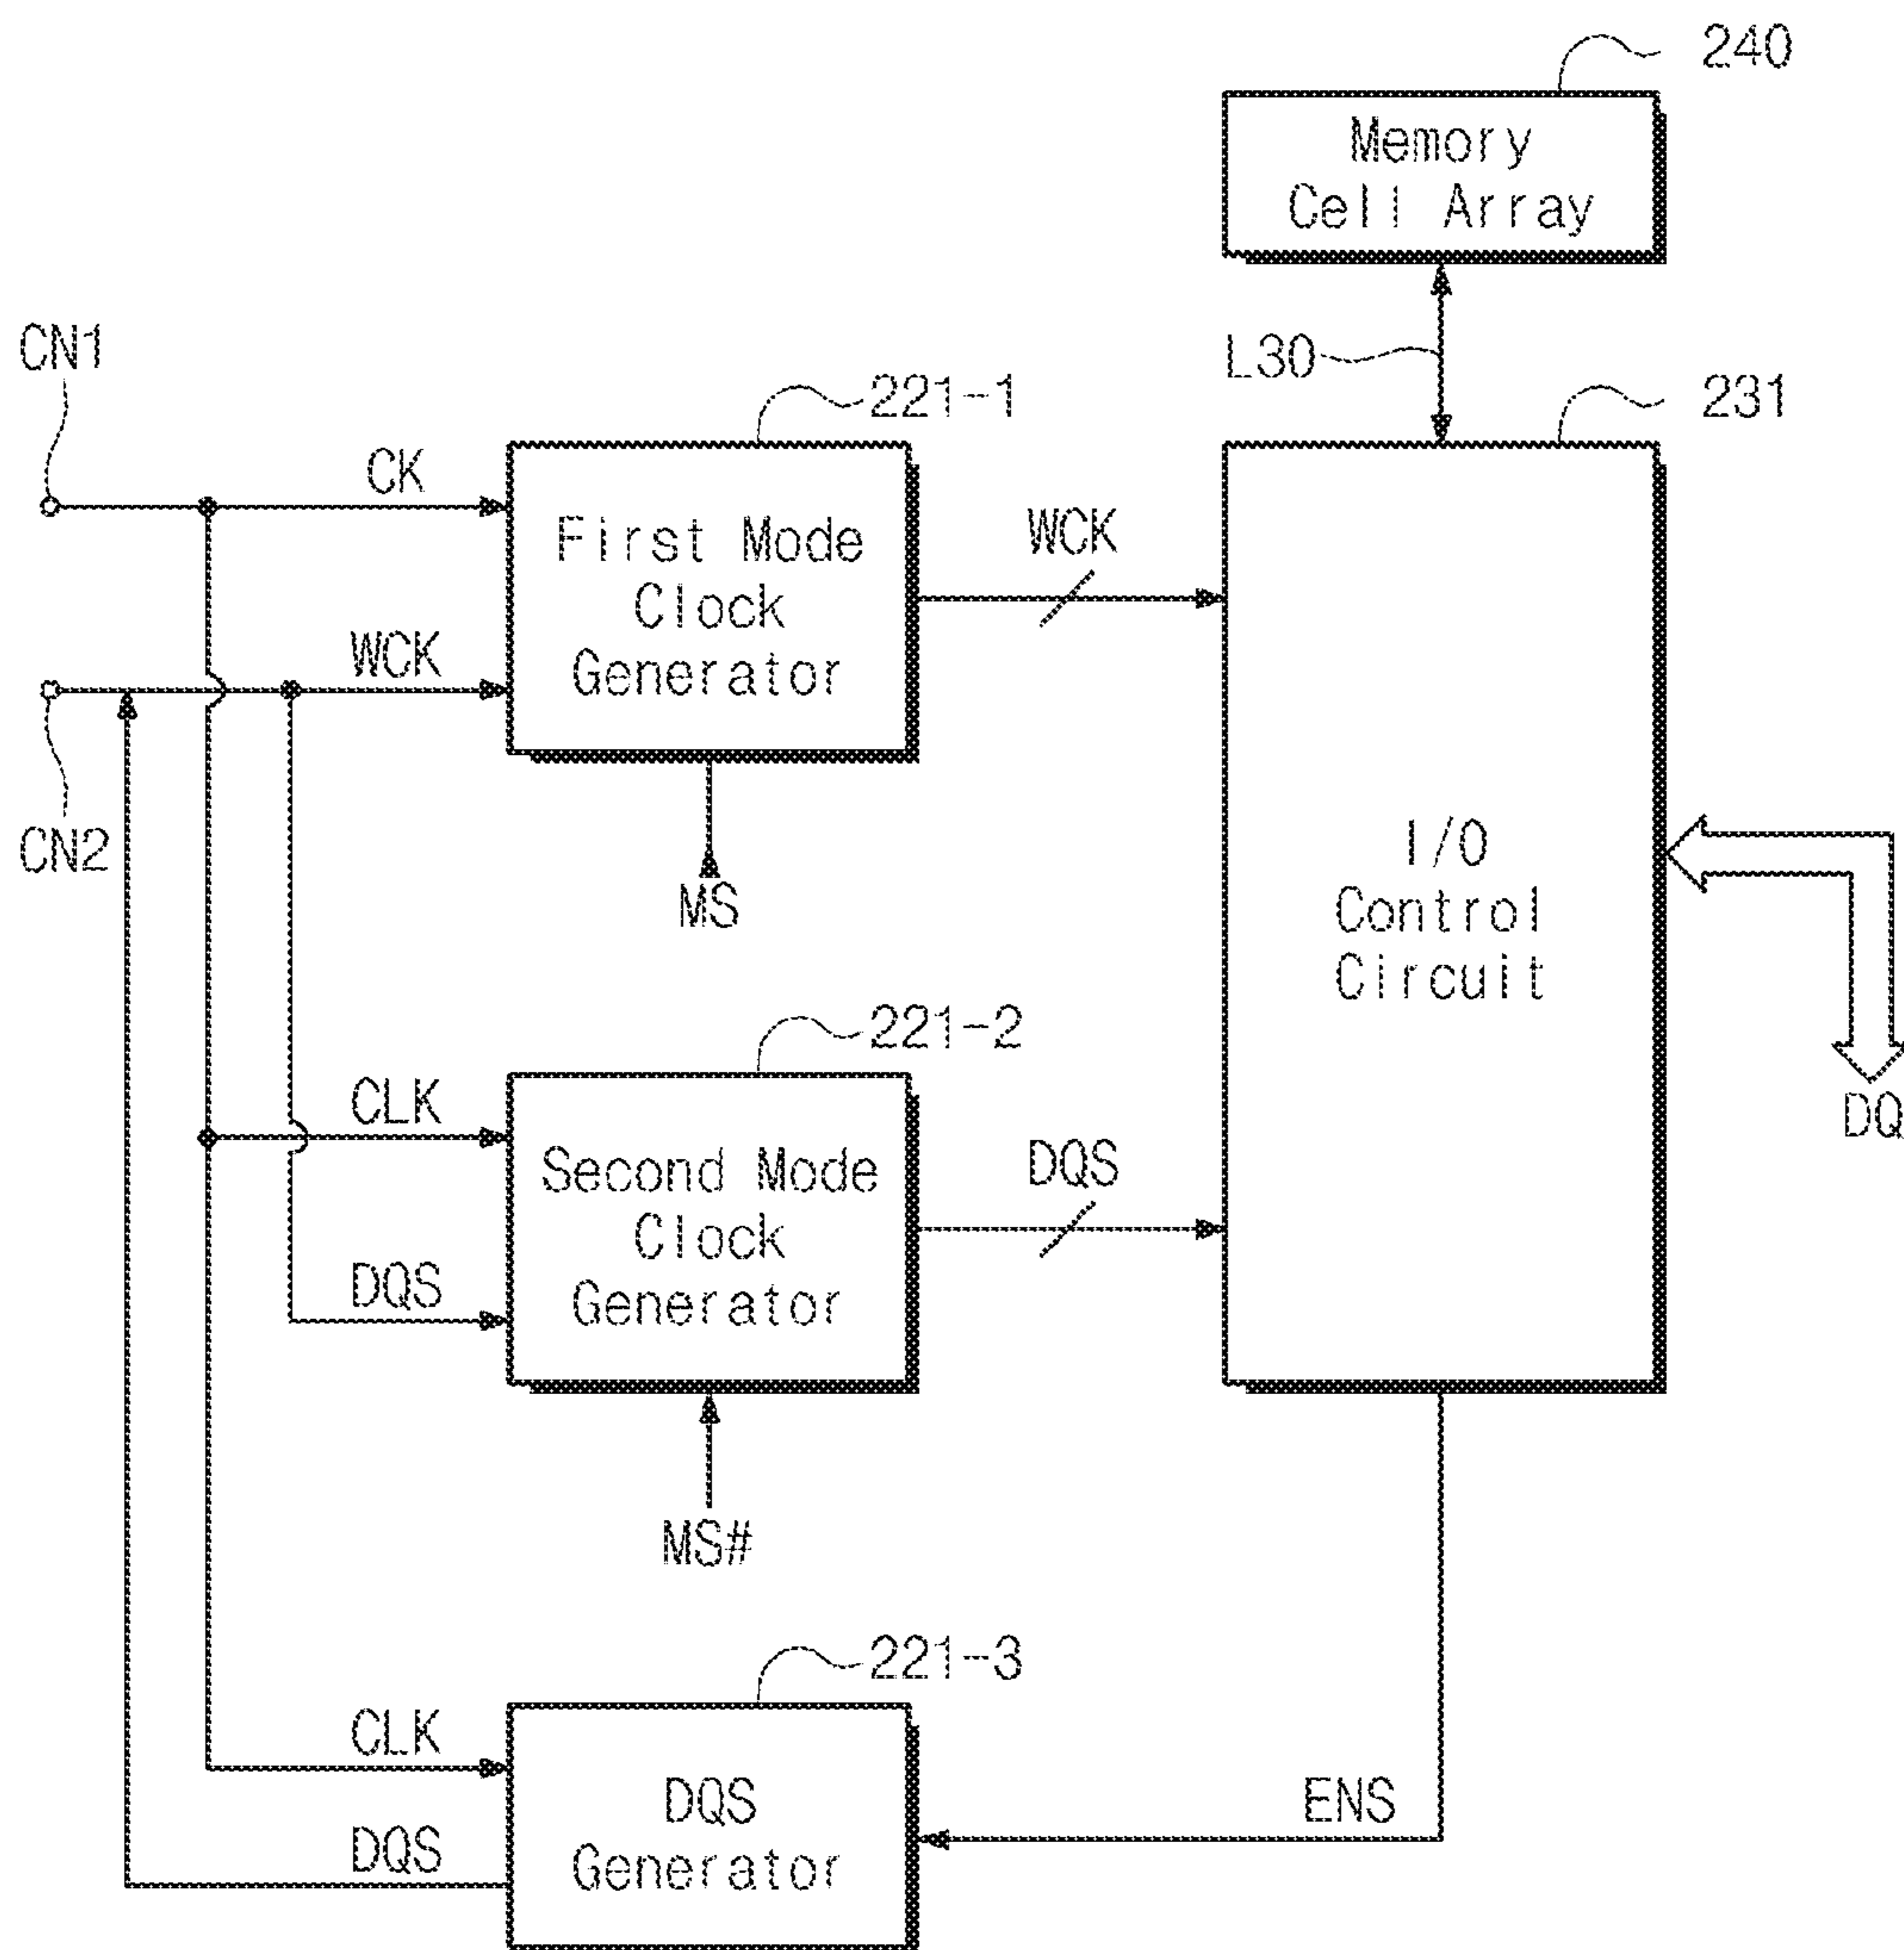 240
Memory
Cell Array
CN1
L30
221-1
231
CK
First Mode
Clock
Generator
WCK
WCK
CN2
MS
I/O
Control
Circuit
221-2
CLK
Second Mode
Clock
Generator
DQS
DQS
DQ
MS#
221-3
CLK
DQS
Generator
DQS
ENS